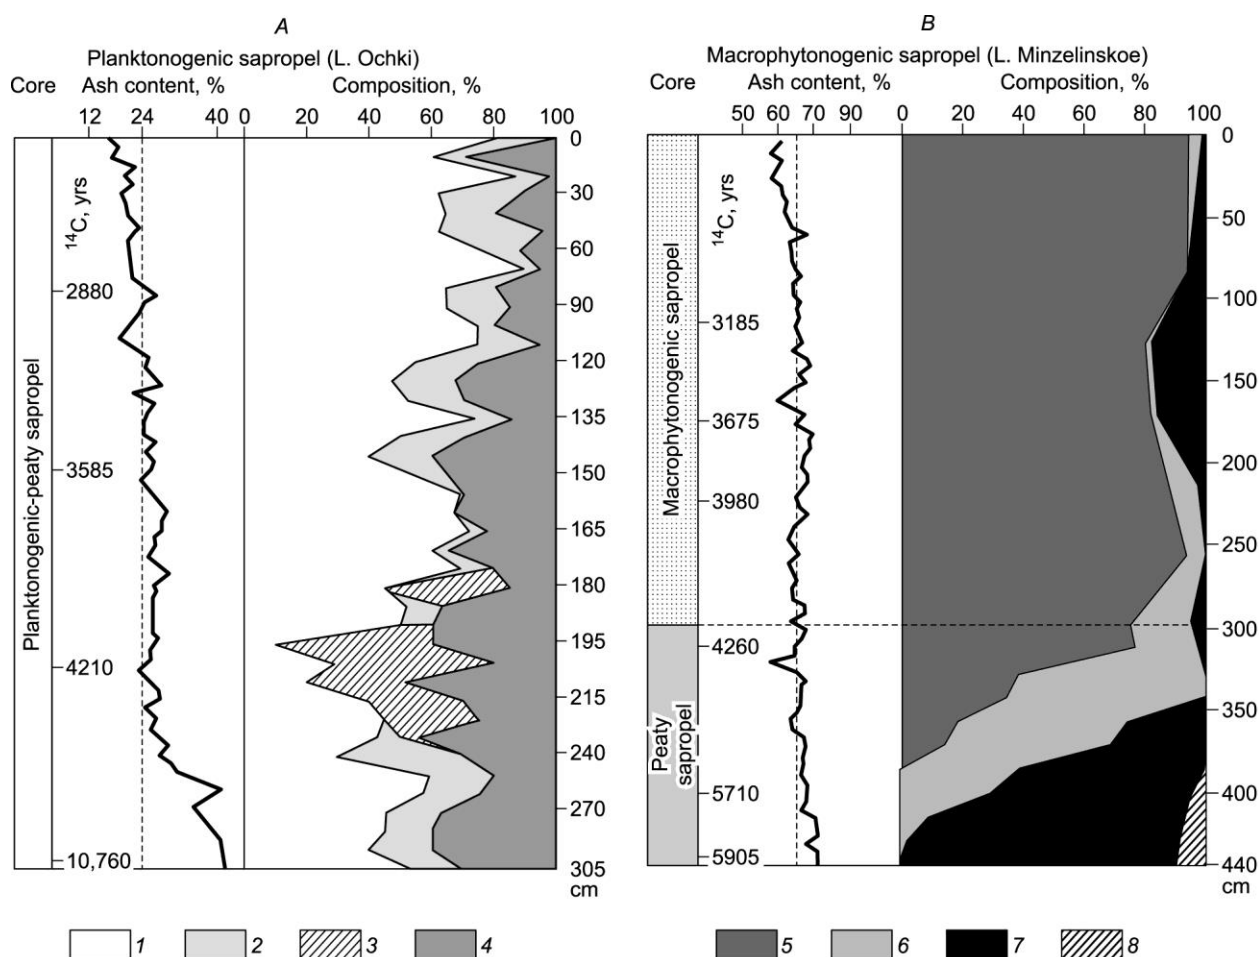 A
Planktonogenic sapropel (L. Ochki)
Core Ash content, % Composition, %
12 24 40 0 20 40 60 80 100
0
30
60
90
120
135
150
165
180
195
215
240
270
305
cm
14C, yrs
2880
3585
4210
10,760
Planktonogenic-peaty sapropel
1 2 3 4
B
Macrophytonogenic sapropel (L. Minzelinskoe)
Core Ash content, % Composition, %
50 60 70 90 0 20 40 60 80 100
0
50
100
150
200
250
300
350
400
440
cm
14C, yrs
3185
3675
3980
4260
5710
5905
Macrophytonogenic sapropel
Peaty
sapropel
5 6 7 8